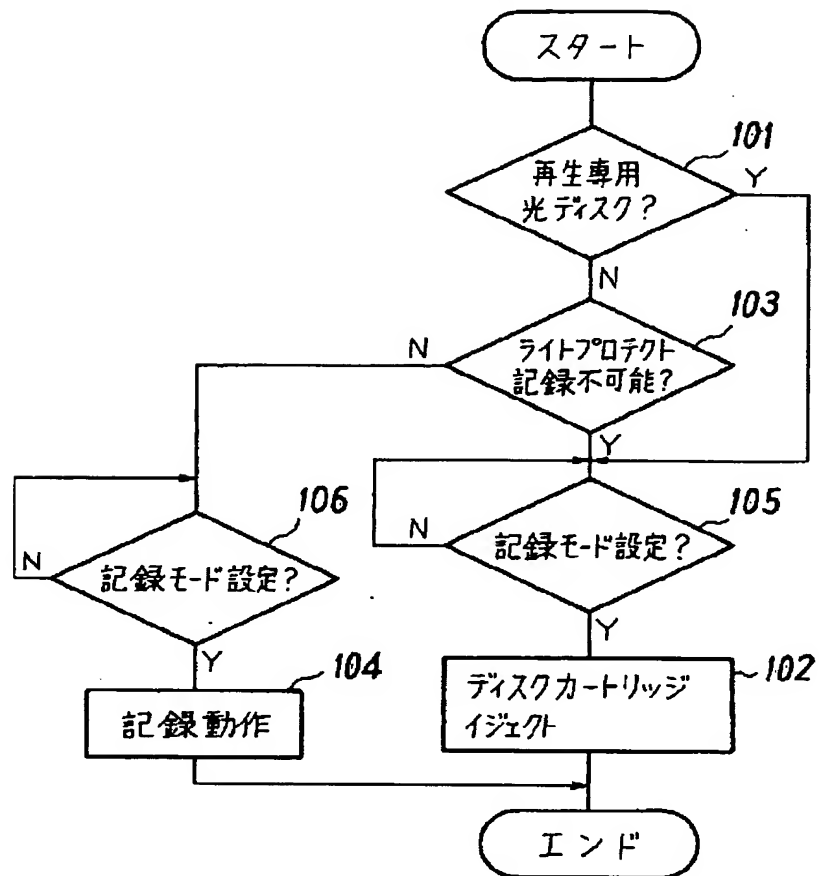 スタート
101
再生専用
光ディスク?
Y
N
103
N
ライトプロテクト
記録不可能?
Y
106
105
N
記録モード設定?
N
記録モード設定?
Y
Y
104
記録動作
102
ディスクカートリッジ
イジェクト
エンド